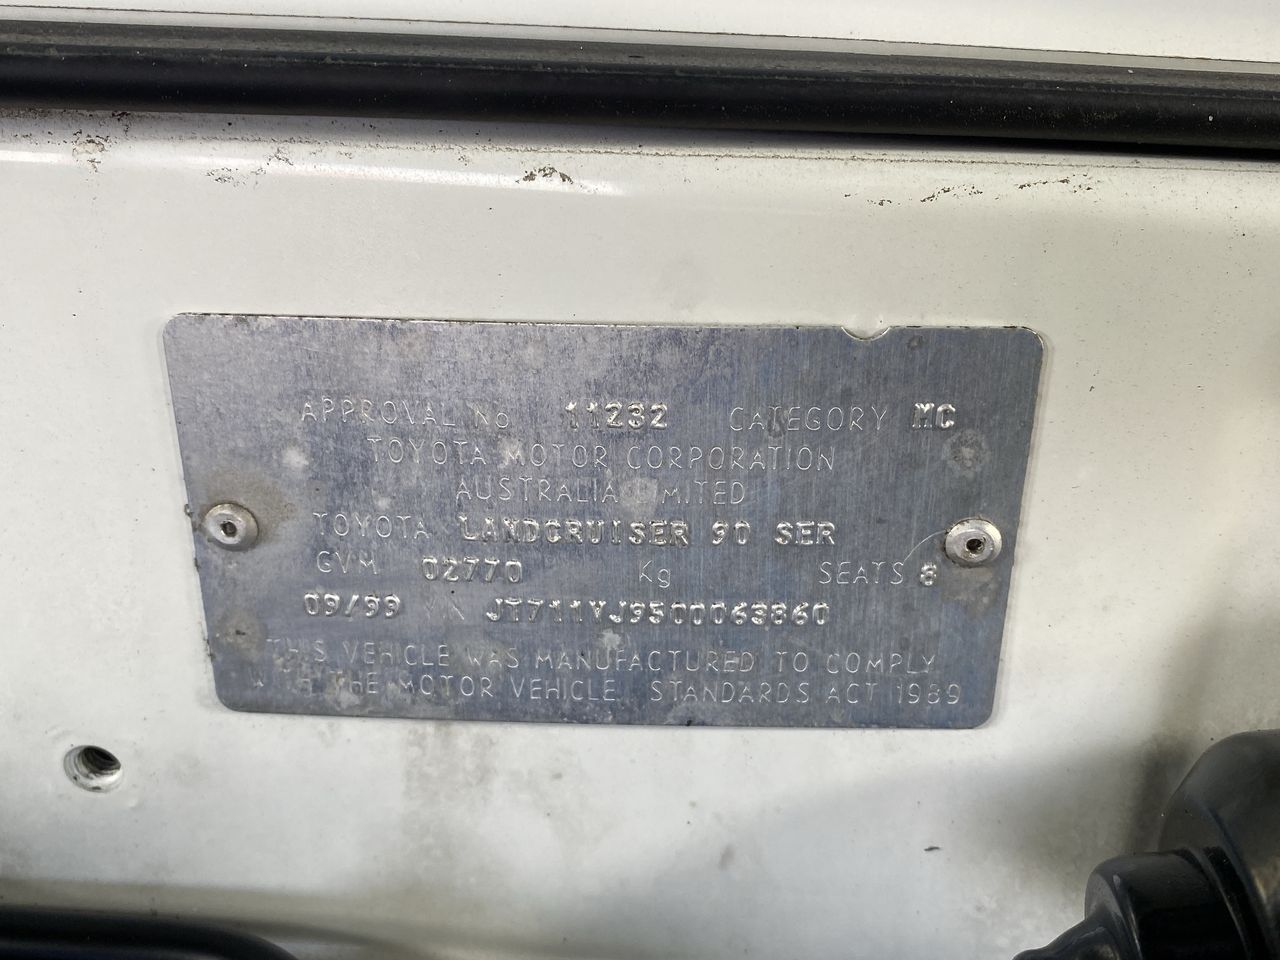 APPROVAL No 11232 CATEGORY MC
TOYOTA MOTOR CORPORATION
AUSTRALIA LIMITED
TOYOTA LANDCRUISER 90 SER
GVM 02770 Kg SEATS 8
09/99 VIN JT711VJ9500063860
THIS VEHICLE WAS MANUFACTURED TO COMPLY
WITH THE MOTOR VEHICLE STANDARDS ACT 1989